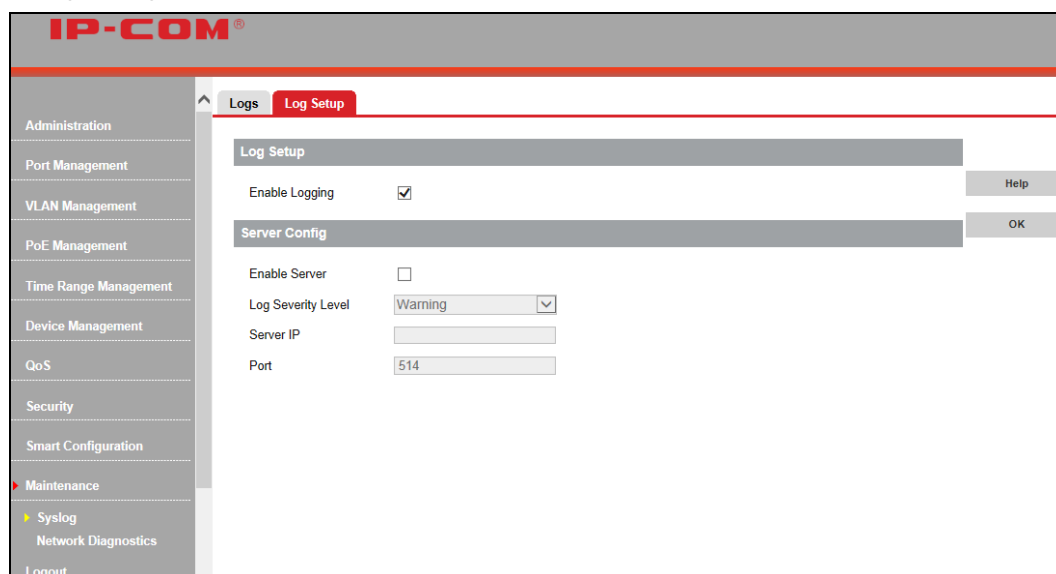 IP-COM®
Logs Log Setup
Administration
Port Management
VLAN Management
PoE Management
Time Range Management
Device Management
QoS
Security
Smart Configuration
Maintenance
Syslog
Network Diagnostics
Logout
Log Setup
Enable Logging
Server Config
Enable Server
Log Severity Level Warning
Server IP
Port 514
Help
OK